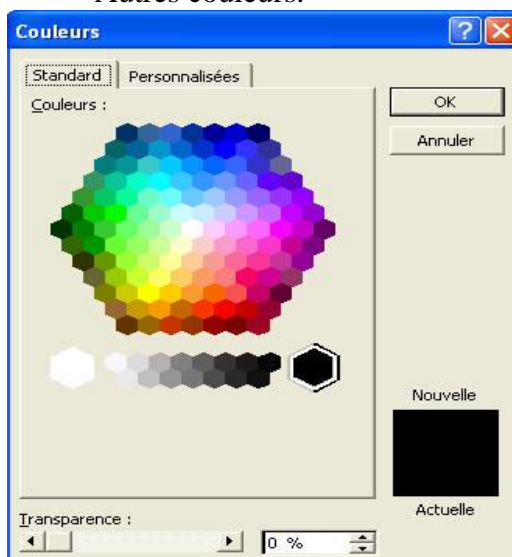 Autres couleurs.
Couleurs
Standard
Personnalisées
Couleurs :
OK
Annuler
Nouvelle
Actuelle
Transparence :
0 %